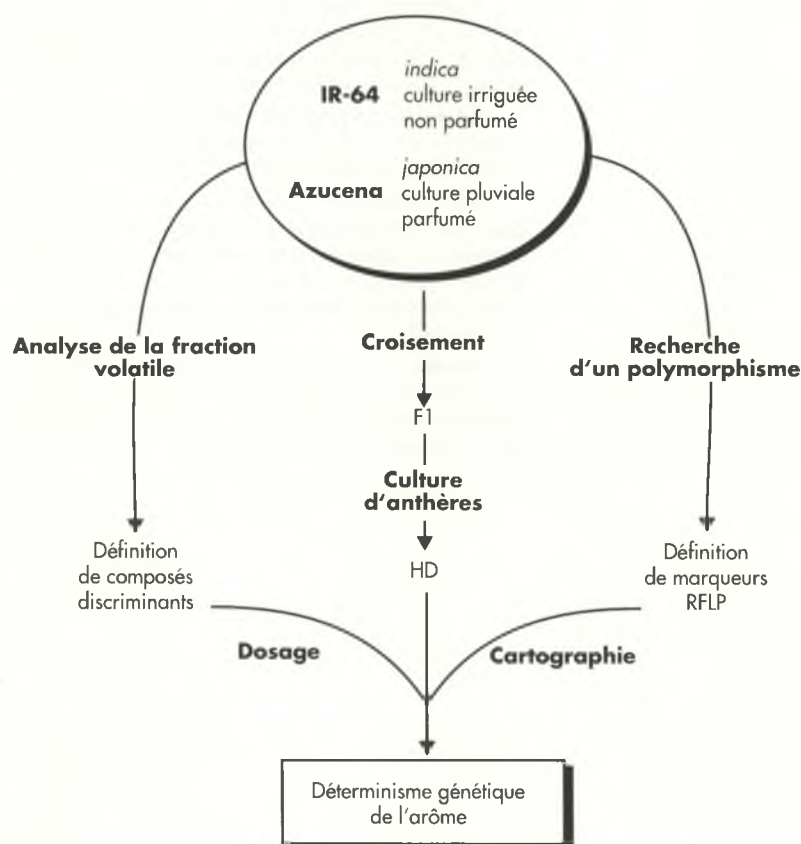 indica
IR-64 culture irriguée
non parfumé
japonica
Azucena culture pluviale
parfumé
Analyse de la fraction
volatile
Croisement
Recherche
d'un polymorphisme
F1
Culture
d'anthères
Définition
de composés
discriminants
HD
Définition
de marqueurs
RFLP
Dosage
Cartographie
Déterminisme génétique
de l'arôme